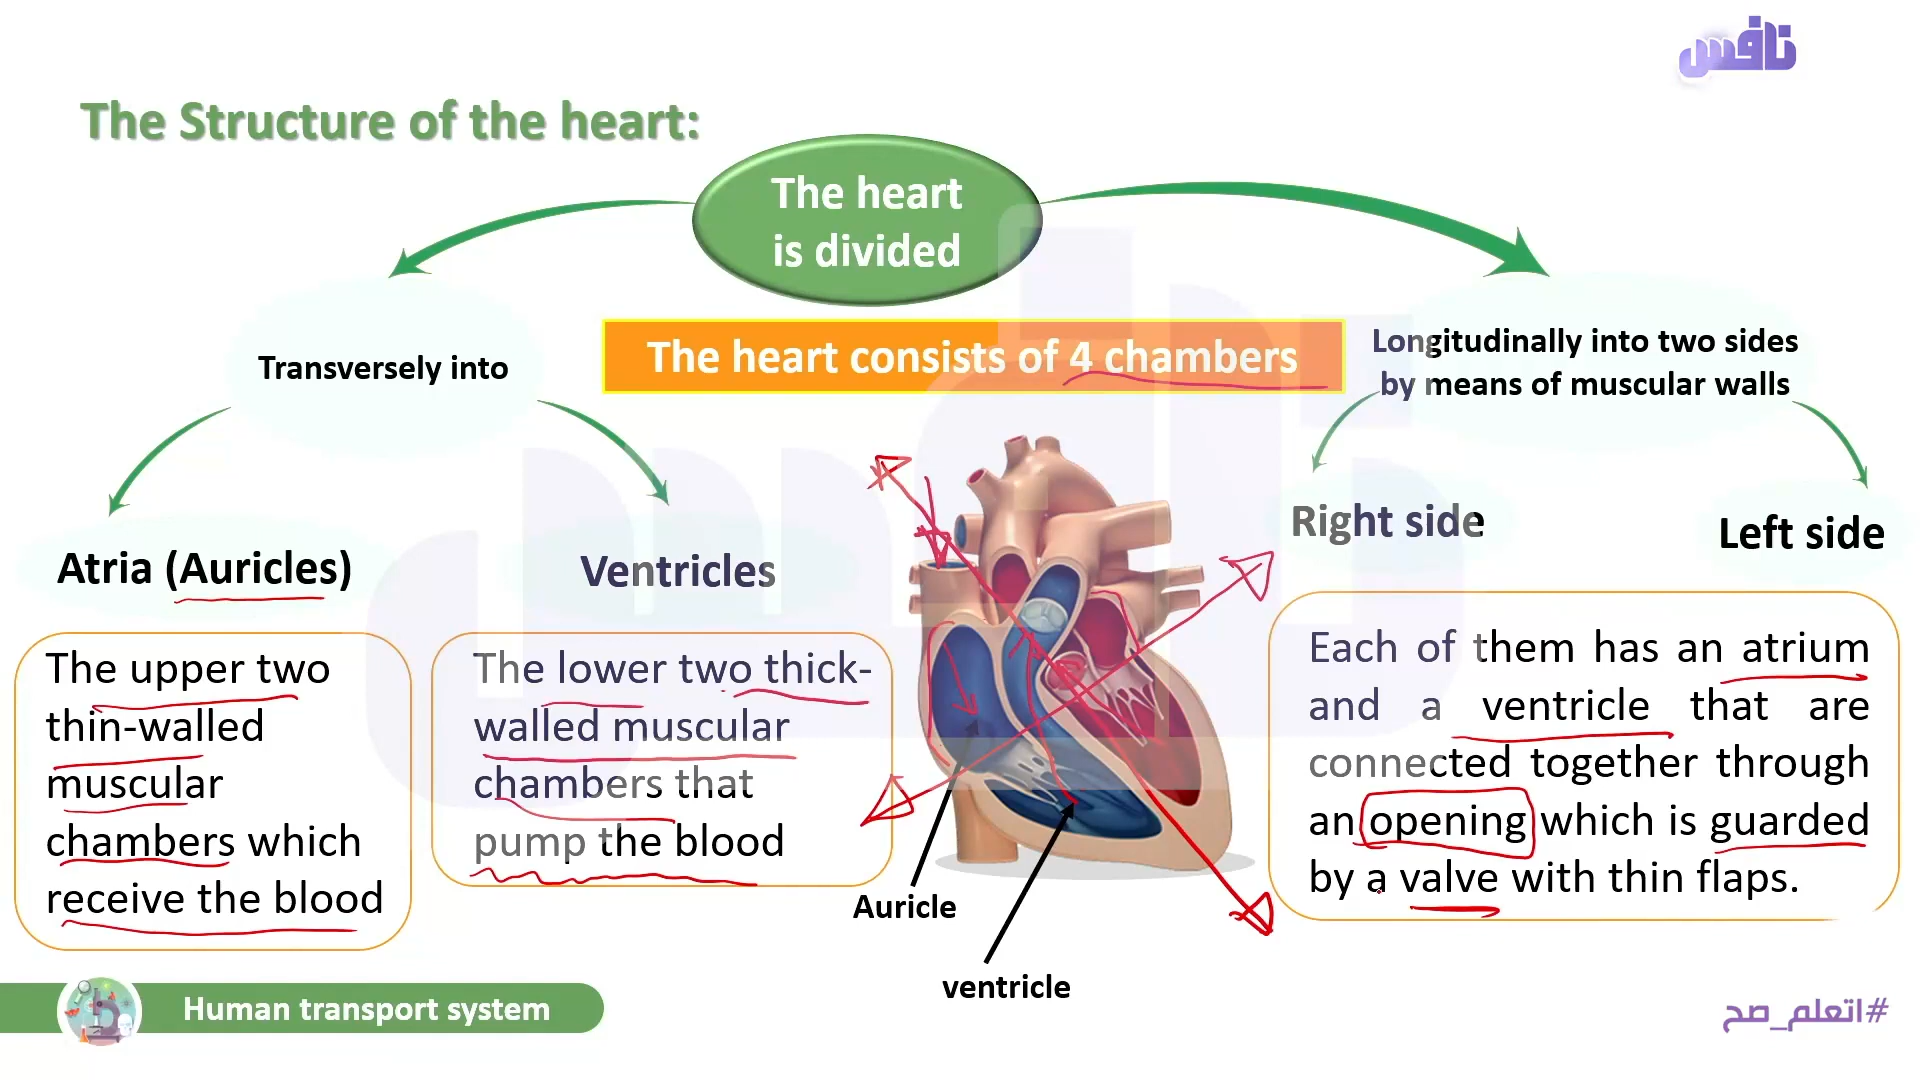 نافس
The Structure of the heart:
The heart
is divided
Transversely into
The heart consists of 4 chambers
Longitudinally into two sides
by means of muscular walls
Atria (Auricles)
Ventricles
Right side
Left side
The upper two
thin-walled
muscular
chambers which
receive the blood
The lower two thick-
walled muscular
chambers that
pump the blood
Each of them has an atrium
and a ventricle that are
connected together through
an opening which is guarded
by a valve with thin flaps.
Auricle
ventricle
Human transport system
#اتعلم_صح